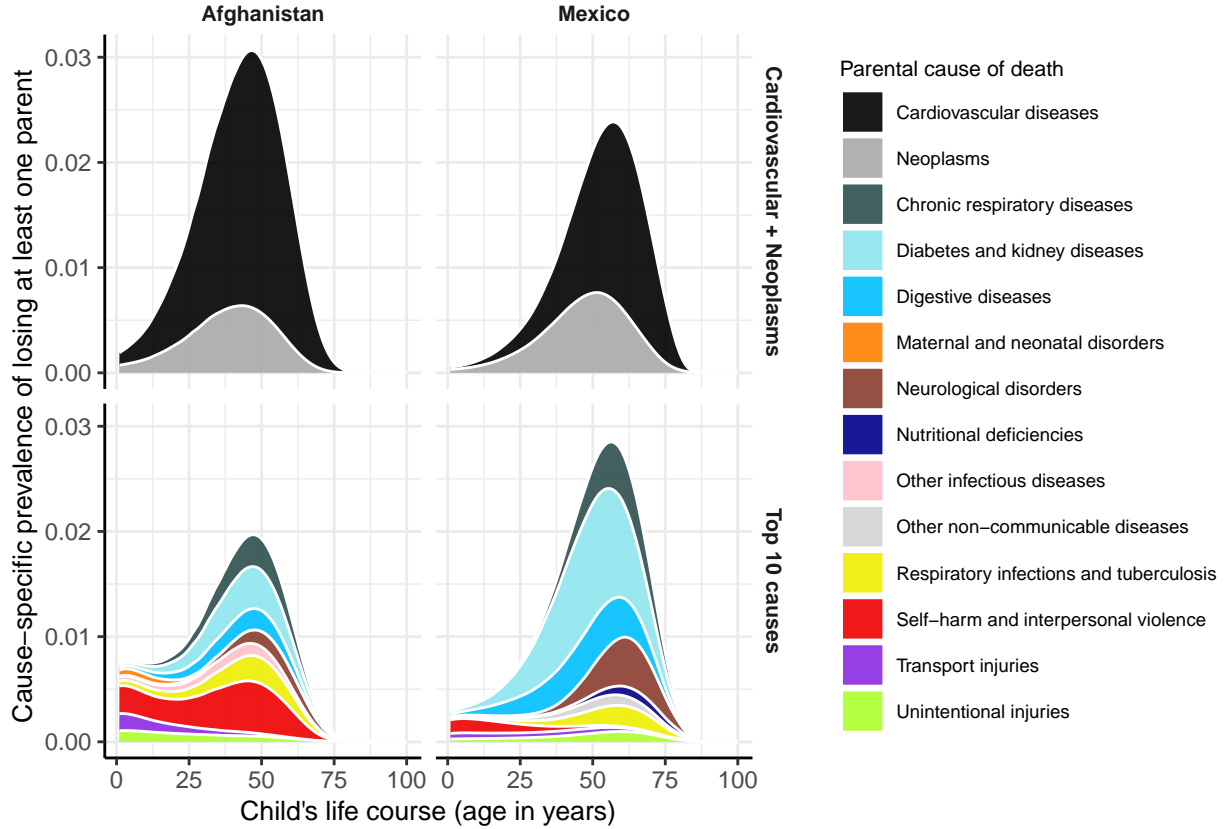 Afghanistan
Mexico
Cause−specific prevalence of losing at least one parent
0.03
0.02
0.01
0.00
Cardiovascular + Neoplasms
0.03
0.02
0.01
0.00
Top 10 causes
0 25 50 75 100
0 25 50 75 100
Child's life course (age in years)
Parental cause of death
Cardiovascular diseases
Neoplasms
Chronic respiratory diseases
Diabetes and kidney diseases
Digestive diseases
Maternal and neonatal disorders
Neurological disorders
Nutritional deficiencies
Other infectious diseases
Other non−communicable diseases
Respiratory infections and tuberculosis
Self−harm and interpersonal violence
Transport injuries
Unintentional injuries